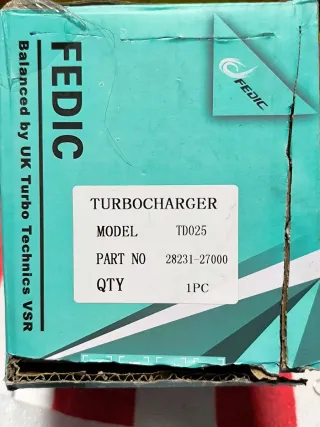 FEDIC
Balanced by UK Turbo Technics VSR
FEDIC
TURBOCHARGER
MODEL TD025
PART NO 28231-27000
QTY 1PC